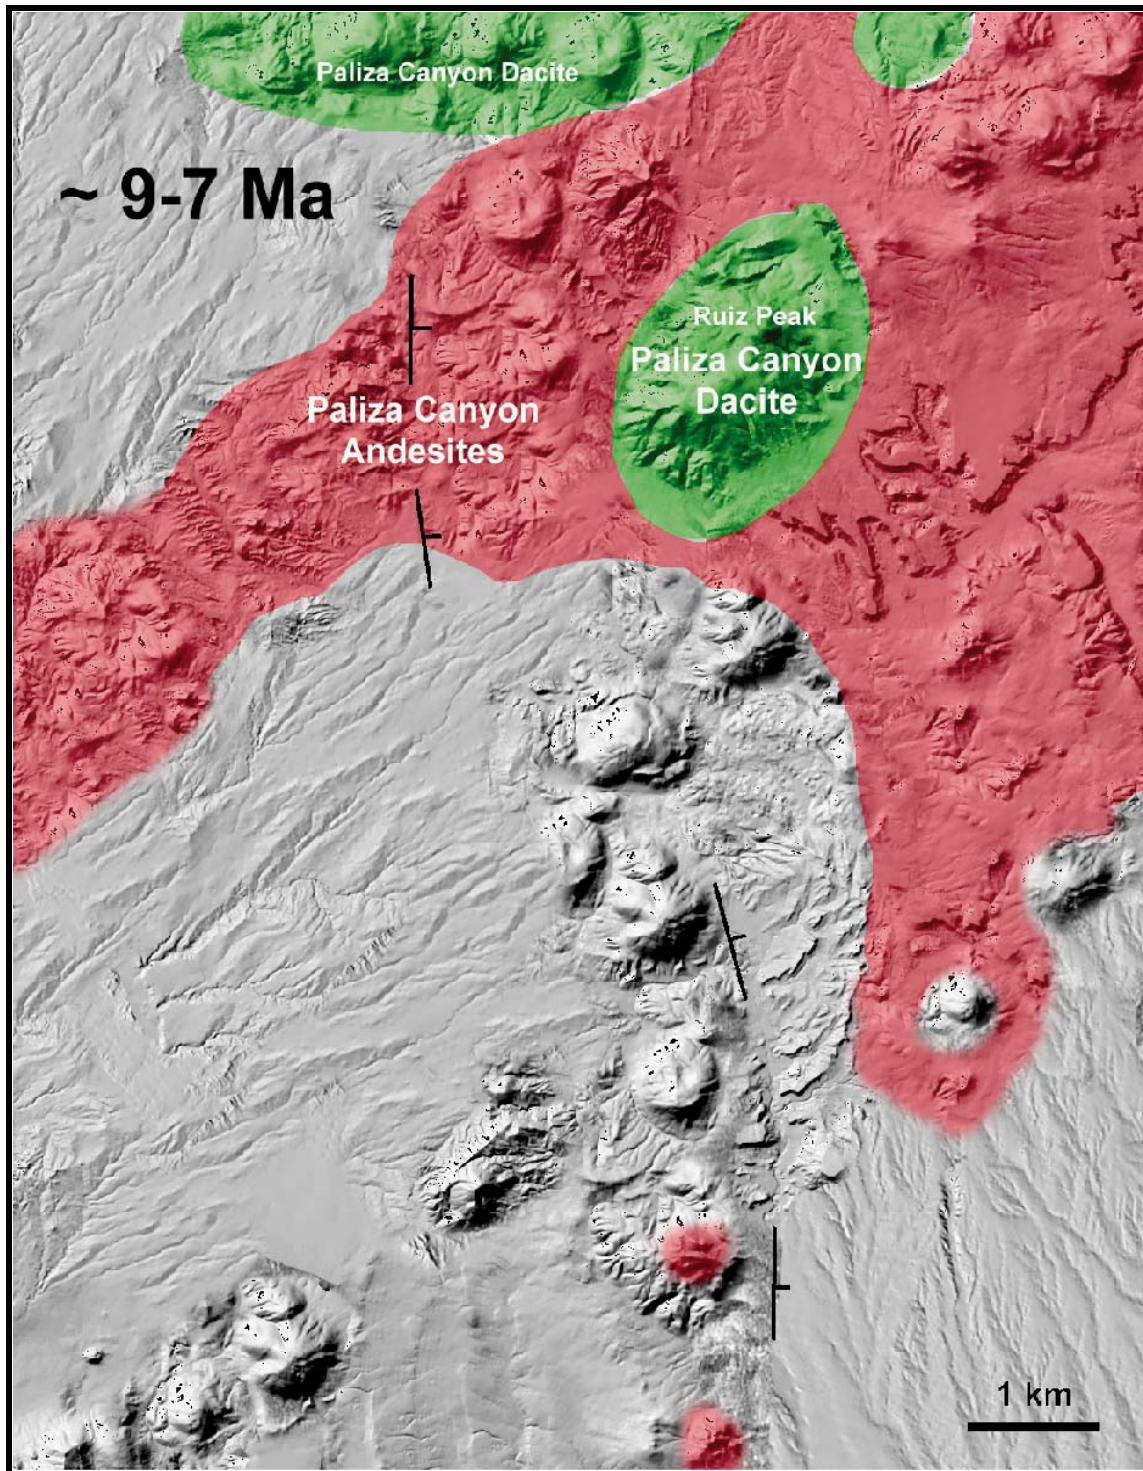 Paliza Canyon Dacite
~ 9-7 Ma
Ruiz Peak
Paliza Canyon
Dacite
Paliza Canyon
Andesites
1 km